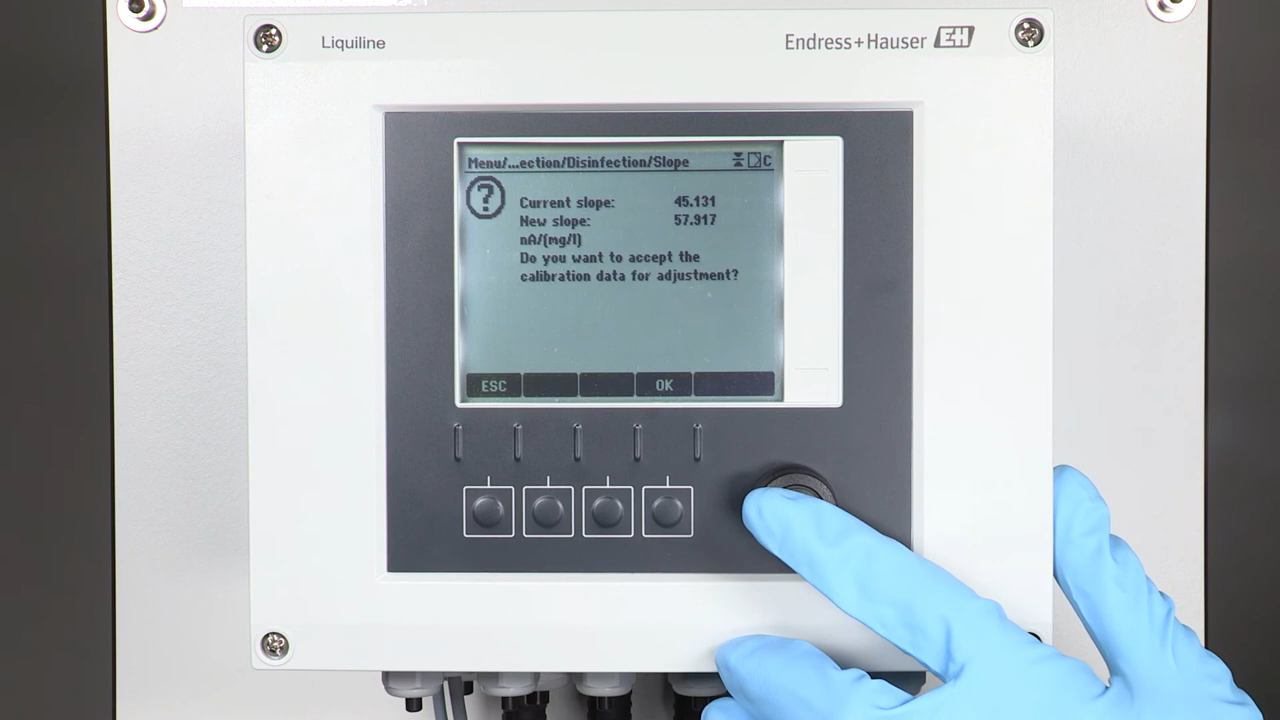 Liquiline
Endress+Hauser EH
Menu/...ection/Disinfection/Slope C
?
Current slope: 45.131
New slope: 57.917
nA/(mg/l)
Do you want to accept the
calibration data for adjustment?
ESC OK